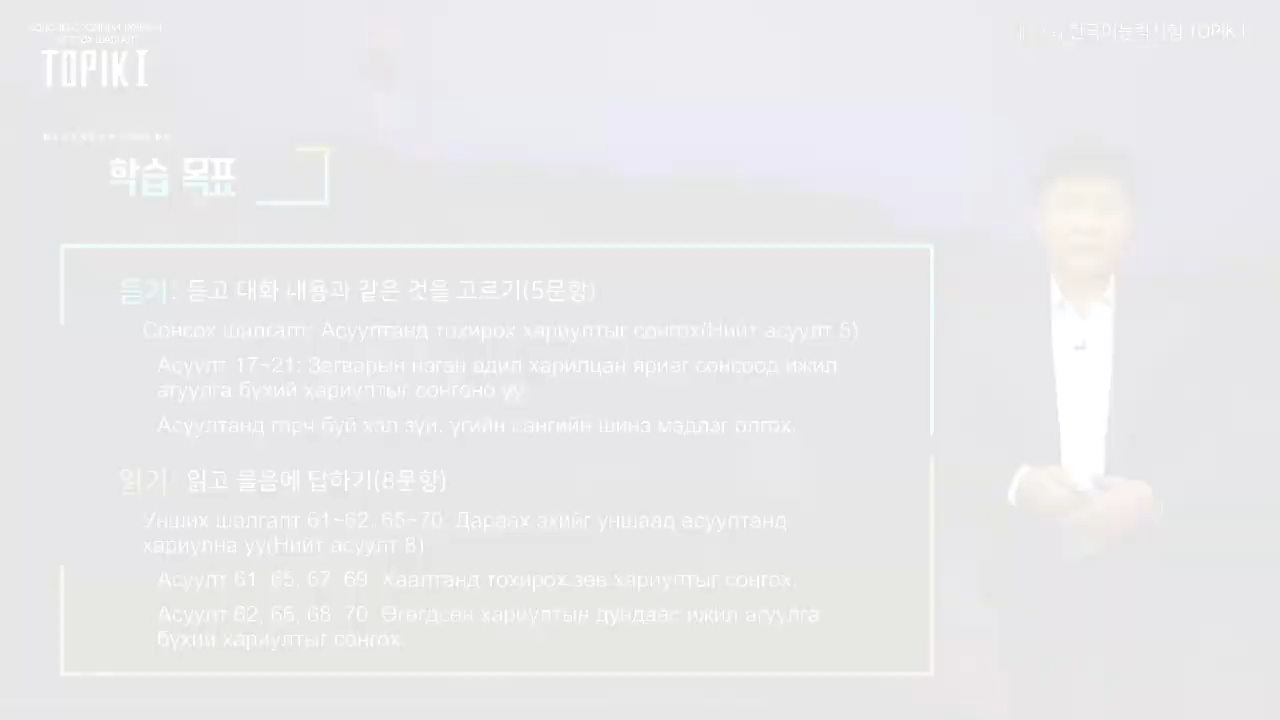 TOPIK I
한국어능력시험 TOPIK I
학습 목표
듣기: 듣고 대화 내용과 같은 것을 고르기(5문항)
Сонсох шалгалт: Асуултанд тохирох хариултыг сонгох(Нийт асуулт 5)
Асуулт 17~21: Загварын нэгэн адил харилцан яриаг сонсоод ижил
агуулга бүхий хариултыг сонгоно уу
Асуултанд гарч буй хэл зүй, үгийн сангийн шинэ мэдлэг олгох.
읽기: 읽고 물음에 답하기(8문항)
Унших шалгалт 61~62, 65~70: Дараах эхийг уншаад асуултанд
хариулна уу(Нийт асуулт 8)
Асуулт 61, 65, 67, 69: Хаалтанд тохирох зөв хариултыг сонгох.
Асуулт 62, 66, 68, 70: Өгөгдсөн хариултын дундаас ижил агуулга
бүхий хариултыг сонгох.